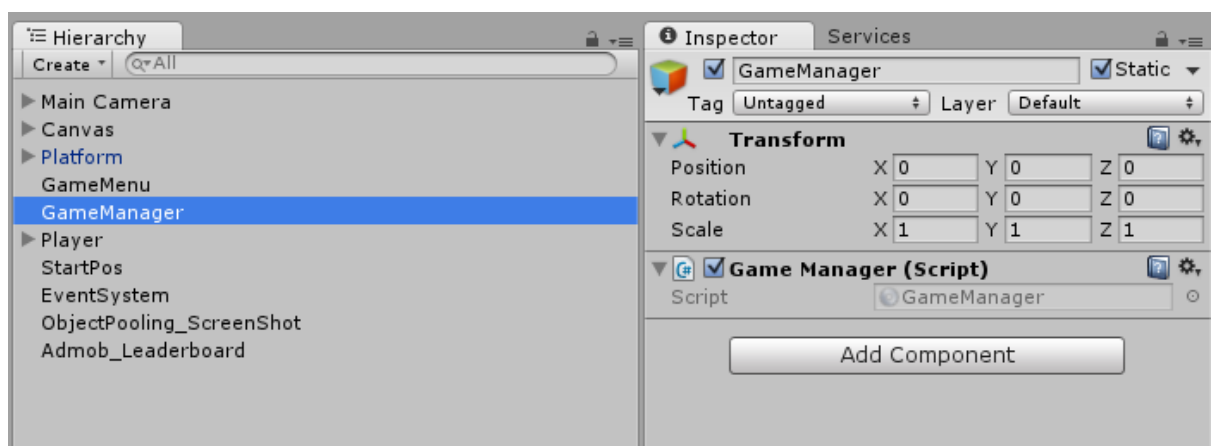 Hierarchy
Create All
Main Camera
Canvas
Platform
GameMenu
GameManager
Player
StartPos
EventSystem
ObjectPooling_ScreenShot
Admob_Leaderboard
Inspector Services
GameManager Static
Tag Untagged Layer Default
Transform
Position X 0 Y 0 Z 0
Rotation X 0 Y 0 Z 0
Scale X 1 Y 1 Z 1
Game Manager (Script)
Script GameManager
Add Component